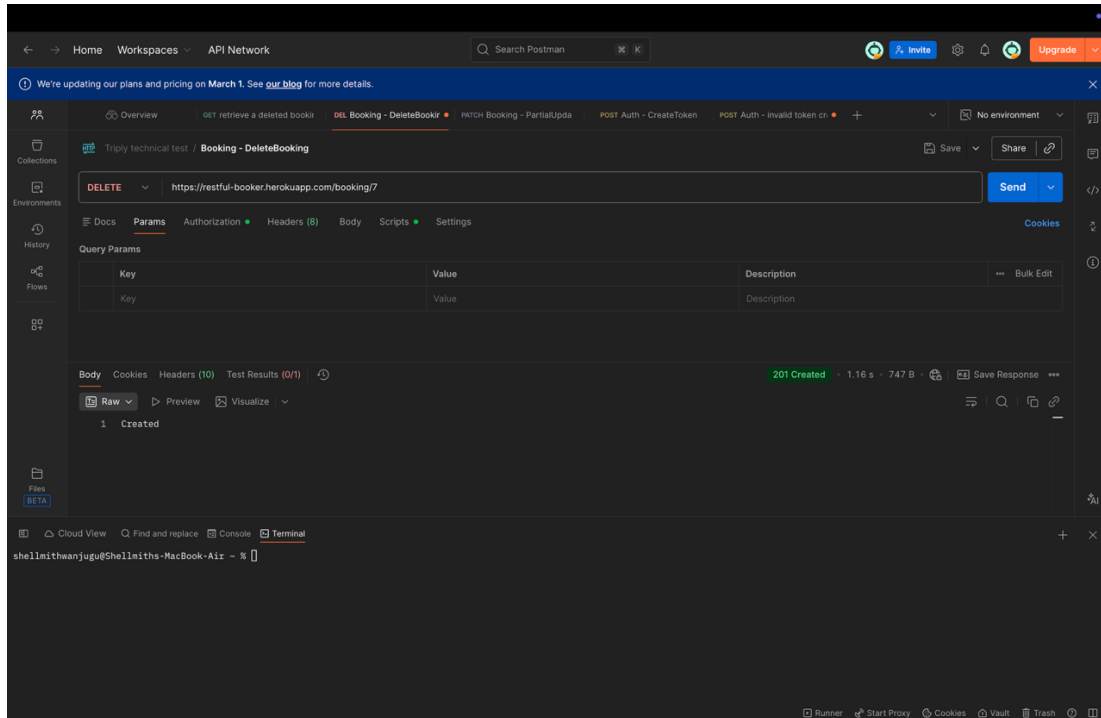 Home Workspaces API Network Search Postman ⌘ K Invite Upgrade
We're updating our plans and pricing on March 1. See our blog for more details.
Overview GET retrieve a deleted bookir DEL Booking - DeleteBookir PATCH Booking - PartialUpda POST Auth - CreateToken POST Auth - invalid token cr No environment
Collections
Environments
History
Flows
Files
BETA
Triply technical test / Booking - DeleteBooking Save Share
DELETE https://restful-booker.herokuapp.com/booking/7 Send
Docs Params Authorization Headers (8) Body Scripts Settings Cookies
Query Params
Key Value Description Bulk Edit
Key Value Description
Body Cookies Headers (10) Test Results (0/1) 201 Created 1.16 s 747 B Save Response
Raw Preview Visualize
1 Created
AI
Cloud View Find and replace Console Terminal
shellmithwanjugu@Shellmiths-MacBook-Air ~ %
Runner Start Proxy Cookies Vault Trash